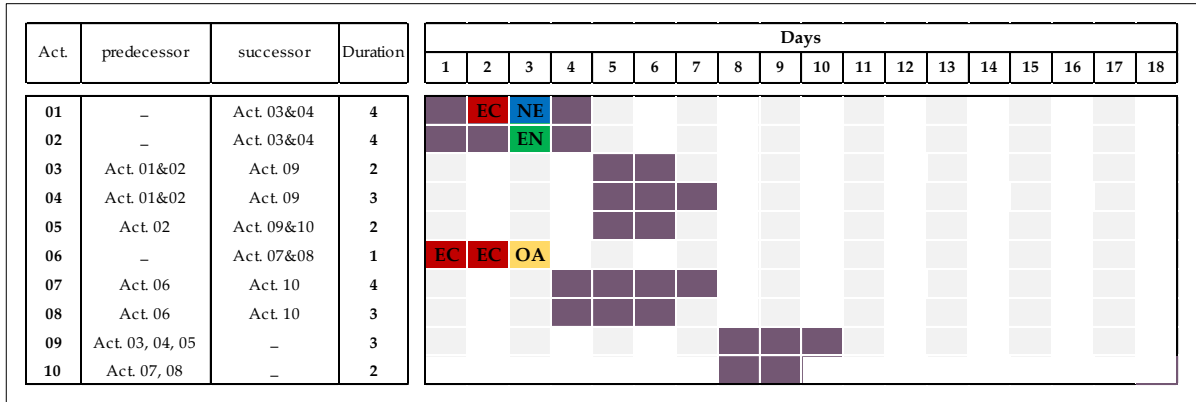 Act. predecessor successor Duration Days
1 2 3 4 5 6 7 8 9 10 11 12 13 14 15 16 17 18
01 – Act. 03&04 4 EC NE
02 – Act. 03&04 4 EN
03 Act. 01&02 Act. 09 2
04 Act. 01&02 Act. 09 3
05 Act. 02 Act. 09&10 2
06 – Act. 07&08 1 EC EC OA
07 Act. 06 Act. 10 4
08 Act. 06 Act. 10 3
09 Act. 03, 04, 05 – 3
10 Act. 07, 08 – 2